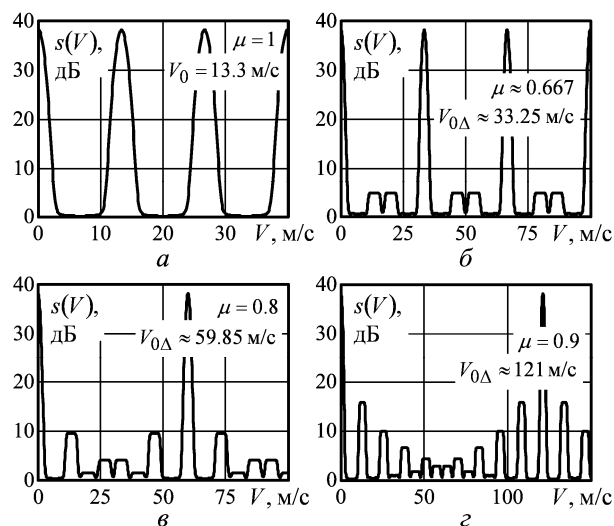 40
s(V),
дБ
μ = 1
V₀ = 13.3 м/с
30
20
10
0
0 10 20 30 V, м/с
а
40
s(V),
дБ
μ ≈ 0.667
V₀Δ ≈ 33.25 м/с
30
20
10
0
0 25 50 75 V, м/с
б
40
s(V),
дБ
μ = 0.8
V₀Δ ≈ 59.85 м/с
30
20
10
0
0 25 50 75 V, м/с
в
40
s(V),
дБ
μ = 0.9
V₀Δ ≈ 121 м/с
30
20
10
0
0 50 100 V, м/с
г